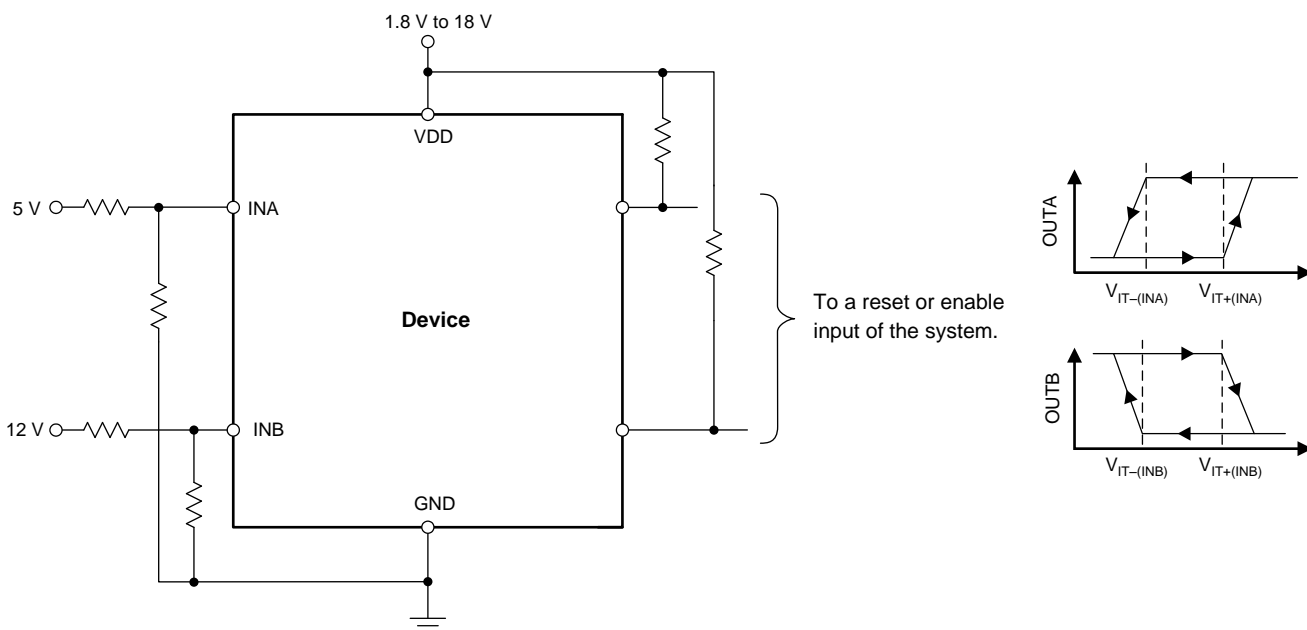 1.8 V to 18 V
VDD
5 V
INA
Device
12 V
INB
GND
To a reset or enable
input of the system.
OUTA
VIT–(INA)
VIT+(INA)
OUTB
VIT–(INB)
VIT+(INB)